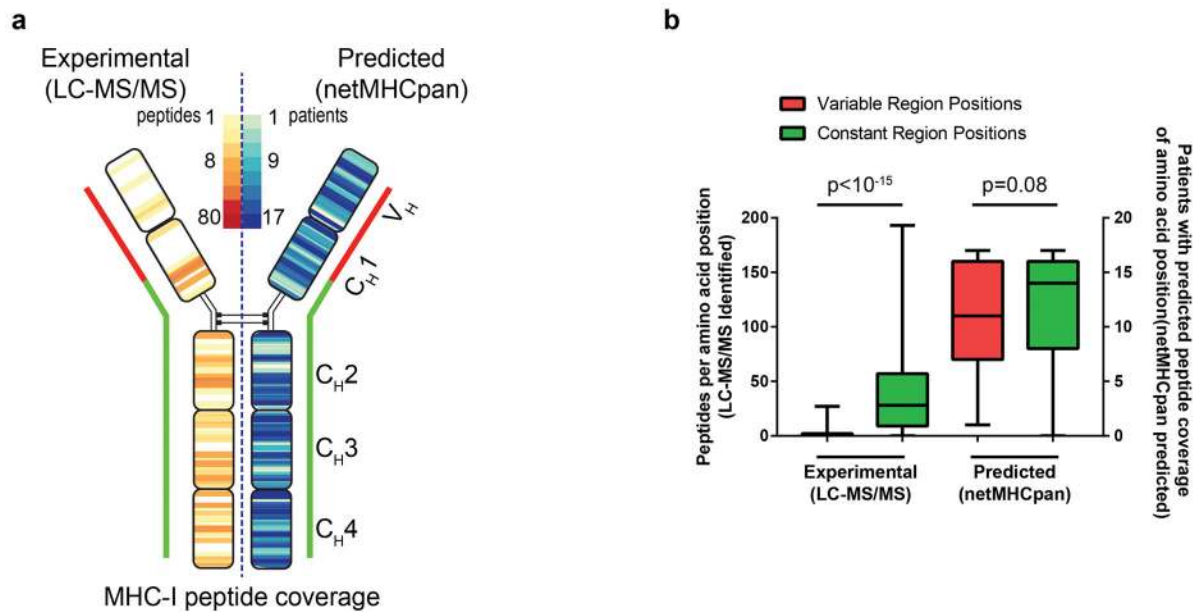 a
Experimental
(LC-MS/MS)
Predicted
(netMHCpan)
peptides 1
1 patients
8
9
80
17
V_H
C_H1
C_H2
C_H3
C_H4
MHC-I peptide coverage
b
Variable Region Positions
Constant Region Positions
p<10⁻¹⁵
p=0.08
Peptides per amino acid position
(LC-MS/MS Identified)
200
150
100
50
0
20
15
10
5
0
Patients with predicted peptide coverage
of amino acid position(netMHCpan predicted)
Experimental
(LC-MS/MS)
Predicted
(netMHCpan)